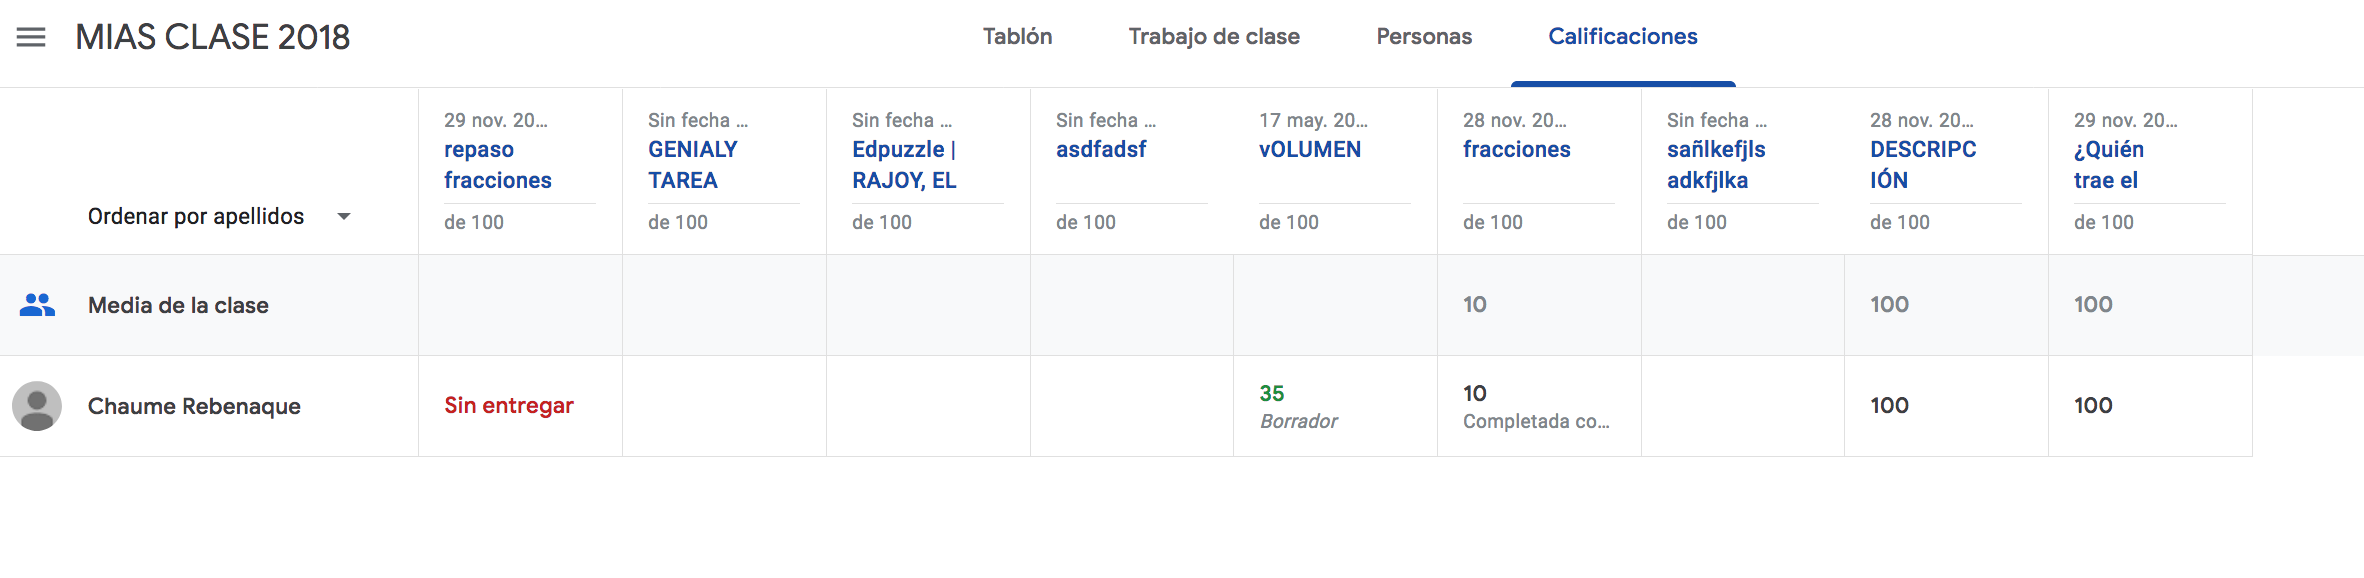 MIAS CLASE 2018
Tablón
Trabajo de clase
Personas
Calificaciones
Ordenar por apellidos
29 nov. 20...
repaso
fracciones
de 100
Sin fecha ...
GENIALY
TAREA
de 100
Sin fecha ...
Edpuzzle |
RAJOY, EL
de 100
Sin fecha ...
asdfadsf
de 100
17 may. 20...
vOLUMEN
de 100
28 nov. 20...
fracciones
de 100
Sin fecha ...
sañlkefjls
adkfjlka
de 100
28 nov. 20...
DESCRIPC
IÓN
de 100
29 nov. 20...
¿Quién
trae el
de 100
Media de la clase
10
100
100
Chaume Rebenaque
Sin entregar
35
Borrador
10
Completada co...
100
100